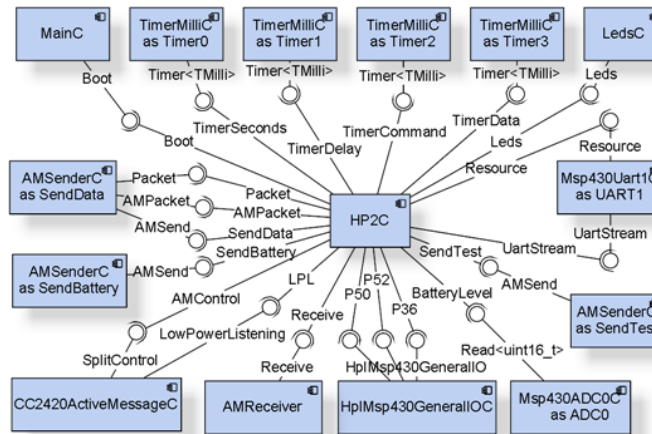 MainC
TimerMilliC
as Timer0
TimerMilliC
as Timer1
TimerMilliC
as Timer2
TimerMilliC
as Timer3
LedsC
Boot
Timer<TMilli>
Timer<TMilli>
Timer<TMilli>
Timer<TMilli>
Leds
Boot
TimerSeconds
TimerDelay
TimerCommand
TimerData
Leds
Resource
Resource
AMSenderC
as SendData
Packet
AMPacket
AMSend
Packet
AMPacket
SendData
SendBattery
HP2C
Msp430Uart1C
as UART1
UartStream
UartStream
SendTest
AMSend
AMSenderC
as SendBattery
AMSend
AMControl
LPL
P50
P52
P36
BatteryLevel
AMSenderC
as SendTest
LowPowerListening
Receive
SplitControl
Receive
HplMsp430GeneralIO
Read<uint16_t>
CC2420ActiveMessageC
AMReceiver
HplMsp430GeneralIOC
Msp430ADC0C
as ADC0